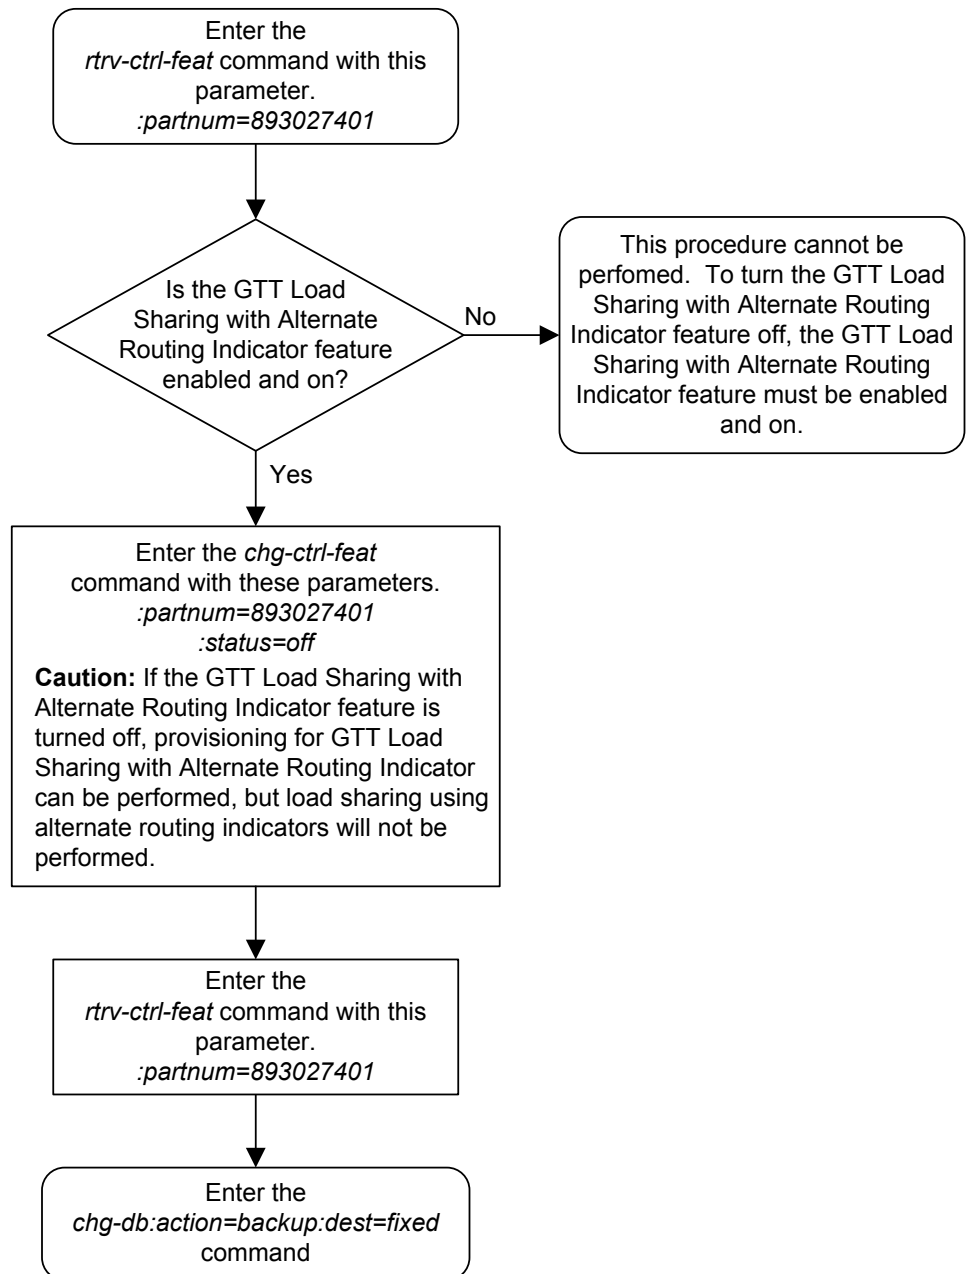 Enter the
rtrv-ctrl-feat command with this
parameter.
:partnum=893027401
Is the GTT Load
Sharing with Alternate
Routing Indicator feature
enabled and on?
No
This procedure cannot be
perfomed.  To turn the GTT Load
Sharing with Alternate Routing
Indicator feature off, the GTT Load
Sharing with Alternate Routing
Indicator feature must be enabled
and on.
Yes
Enter the chg-ctrl-feat
command with these parameters.
:partnum=893027401
:status=off
Caution: If the GTT Load Sharing with
Alternate Routing Indicator feature is
turned off, provisioning for GTT Load
Sharing with Alternate Routing Indicator
can be performed, but load sharing using
alternate routing indicators will not be
performed.
Enter the
rtrv-ctrl-feat command with this
parameter.
:partnum=893027401
Enter the
chg-db:action=backup:dest=fixed
command